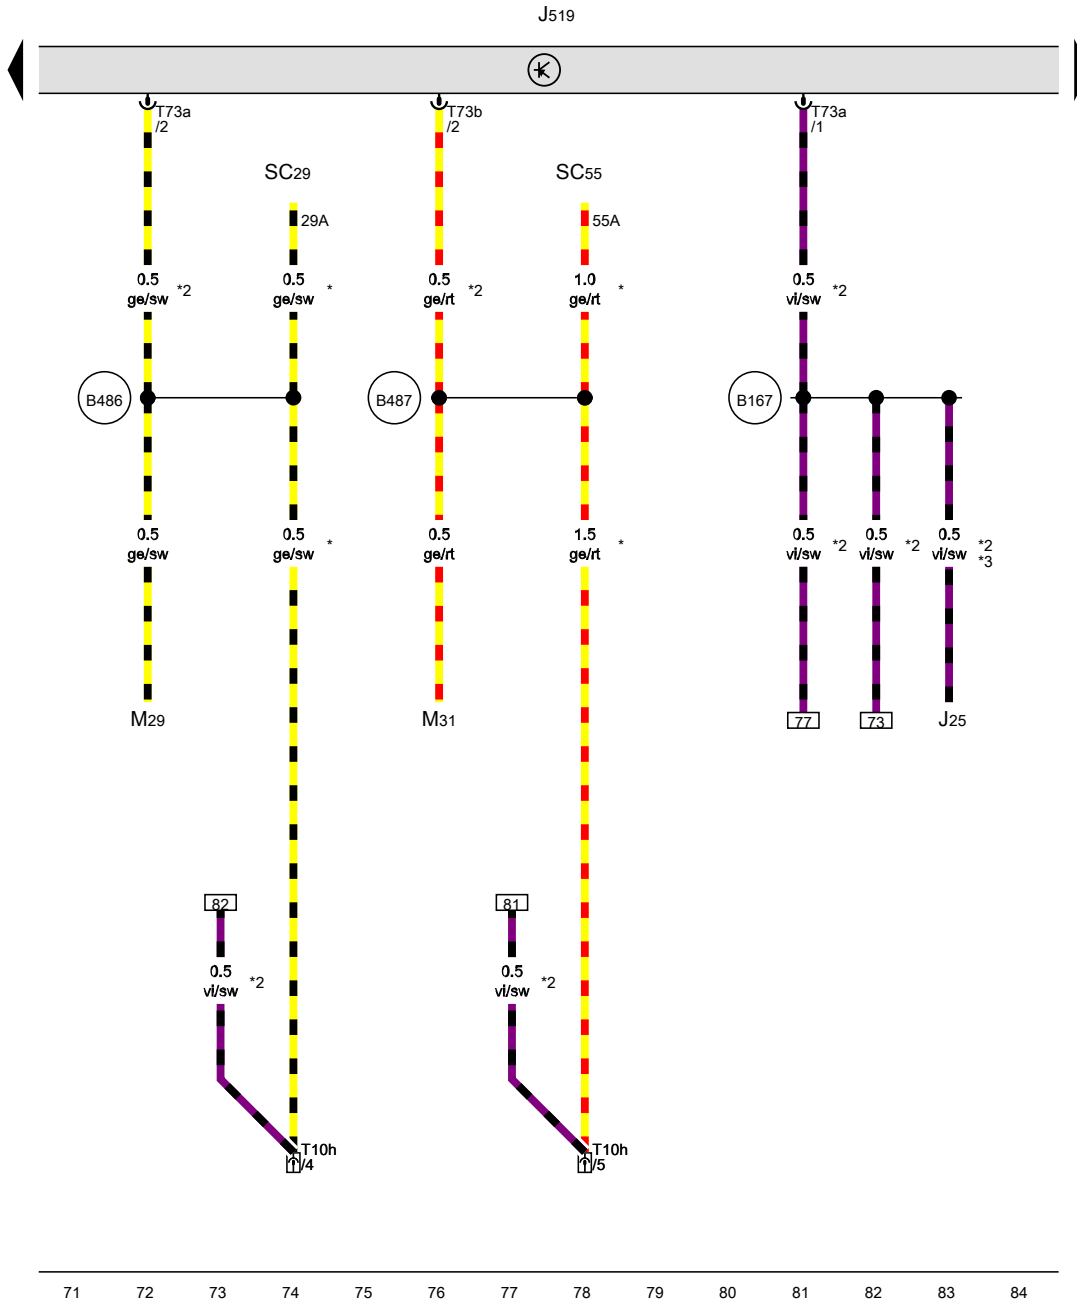 J519
T73a
/2
T73b
/2
T73a
/1
SC29
SC55
29A
55A
0.5
ge/sw *2
0.5
ge/sw *
0.5
ge/rt *2
1.0
ge/rt *
0.5
vi/sw *2
B486
B487
B167
0.5
ge/sw
0.5
ge/sw *
0.5
ge/rt
1.5
ge/rt *
0.5
vi/sw *2
0.5
vi/sw *2
0.5
vi/sw *2
*3
M29
M31
77
73
J25
82
81
0.5
vi/sw *2
0.5
vi/sw *2
T10h
/4
T10h
/5
71 72 73 74 75 76 77 78 79 80 81 82 83 84